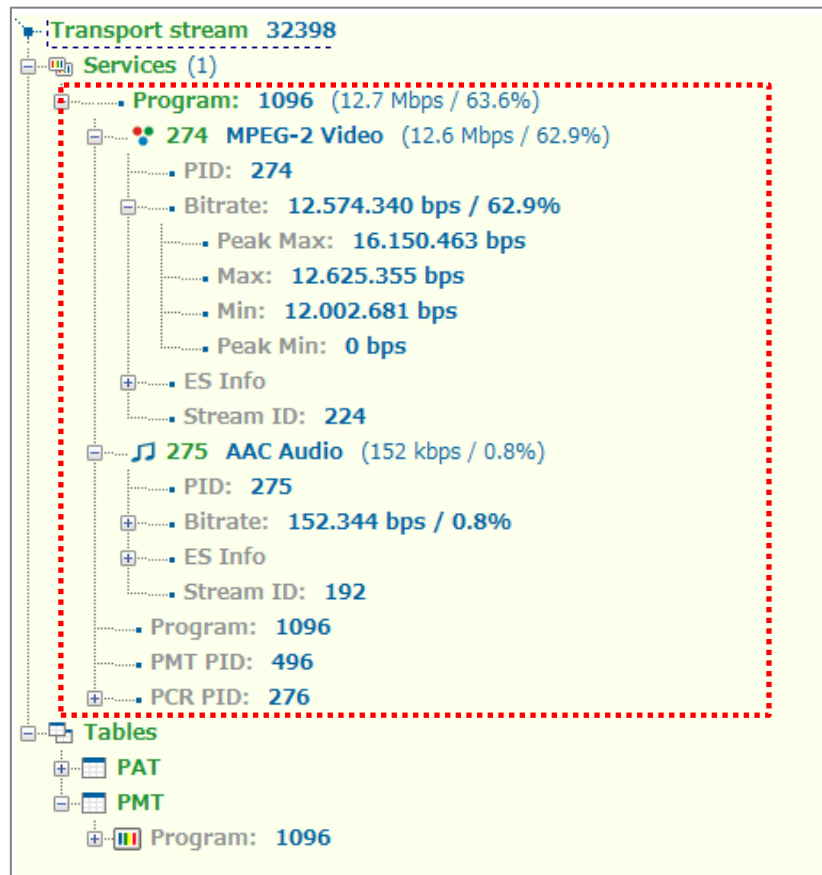 Transport stream 32398
Services (1)
Program: 1096 (12.7 Mbps / 63.6%)
274 MPEG-2 Video (12.6 Mbps / 62.9%)
PID: 274
Bitrate: 12.574.340 bps / 62.9%
Peak Max: 16.150.463 bps
Max: 12.625.355 bps
Min: 12.002.681 bps
Peak Min: 0 bps
ES Info
Stream ID: 224
275 AAC Audio (152 kbps / 0.8%)
PID: 275
Bitrate: 152.344 bps / 0.8%
ES Info
Stream ID: 192
Program: 1096
PMT PID: 496
PCR PID: 276
Tables
PAT
PMT
Program: 1096